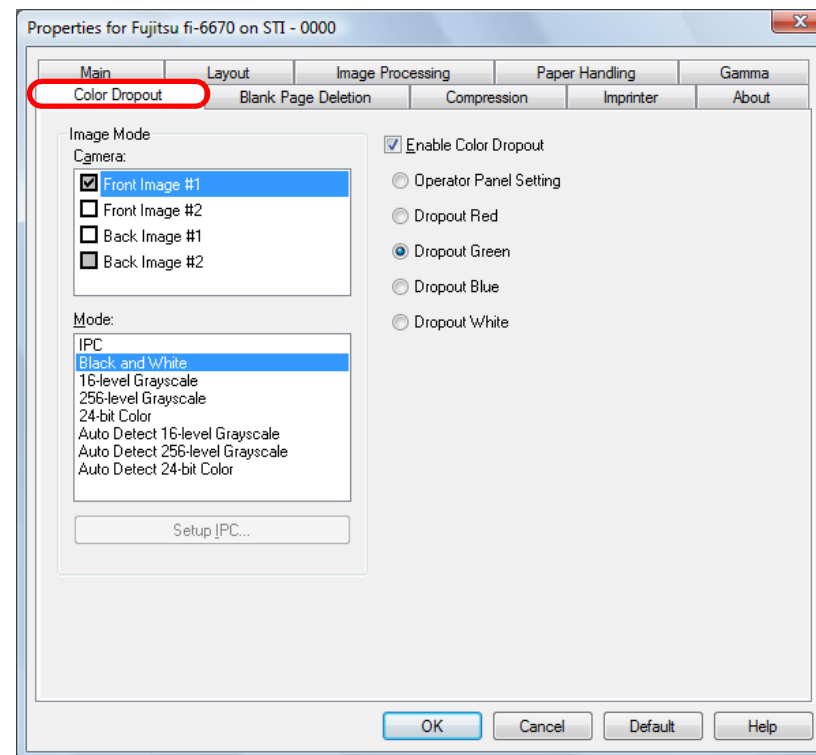 Properties for Fujitsu fi-6670 on STI - 0000
Main Layout Image Processing Paper Handling Gamma
Color Dropout Blank Page Deletion Compression Imprinter About
Image Mode
Camera:
Front Image #1
Front Image #2
Back Image #1
Back Image #2
Mode:
IPC
Black and White
16-level Grayscale
256-level Grayscale
24-bit Color
Auto Detect 16-level Grayscale
Auto Detect 256-level Grayscale
Auto Detect 24-bit Color
Setup IPC...
Enable Color Dropout
Operator Panel Setting
Dropout Red
Dropout Green
Dropout Blue
Dropout White
OK Cancel Default Help